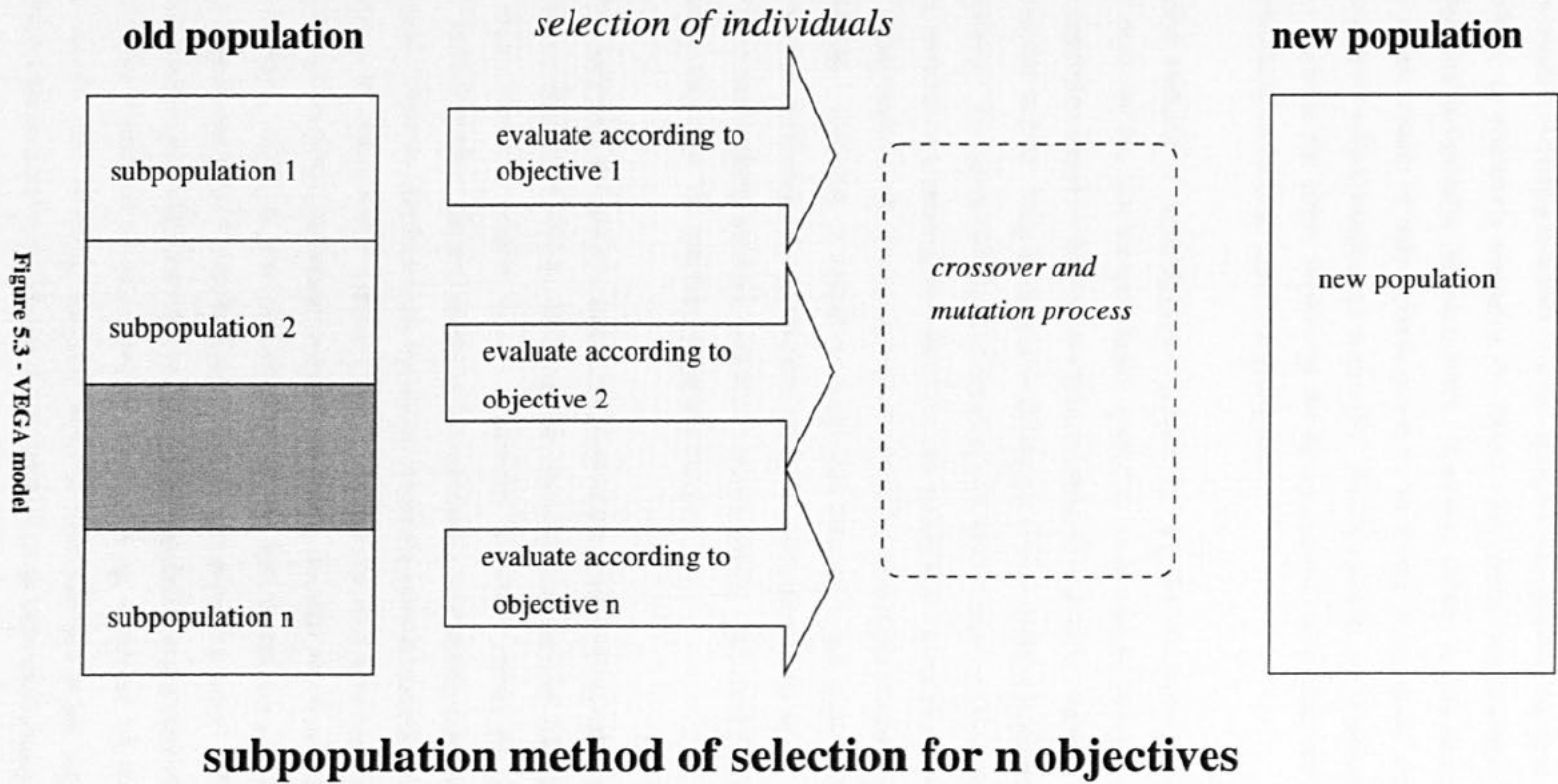 selection of individuals
old population
new population
subpopulation 1
subpopulation 2
subpopulation n
evaluate according to
objective 1
evaluate according to
objective 2
evaluate according to
objective n
crossover and
mutation process
new population
subpopulation method of selection for n objectives
Figure 5.3 - VEGA model